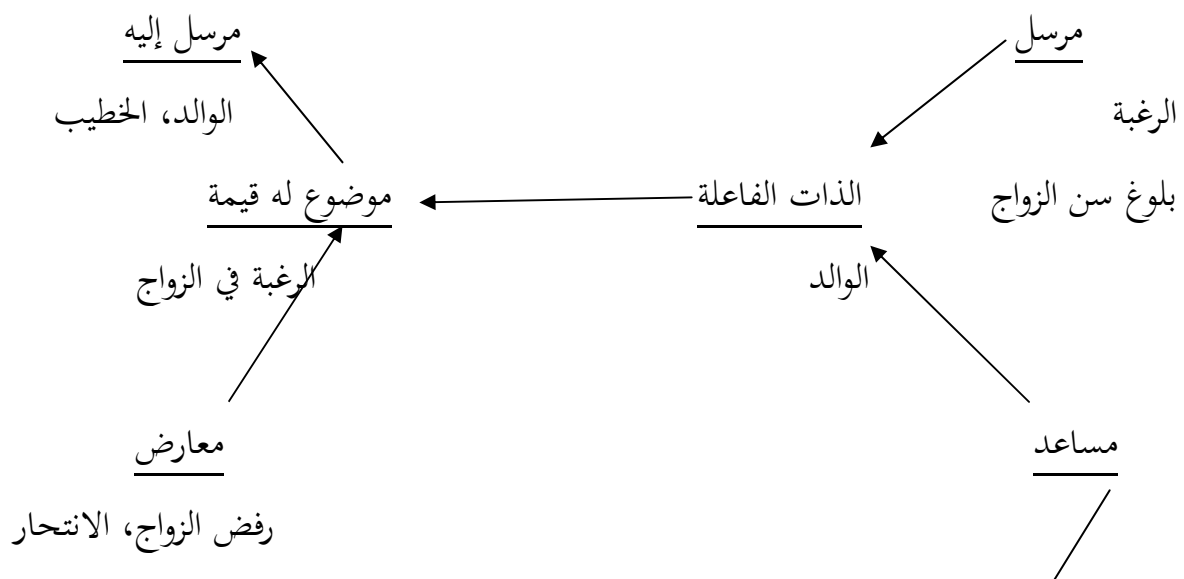 مرسل
مرسل إليه
الرغبة
الوالد، الخطيب
بلوغ سن الزواج
الذات الفاعلة
موضوع له قيمة
الوالد
الرغبة في الزواج
مساعد
معارض
رفض الزواج، الانتحار